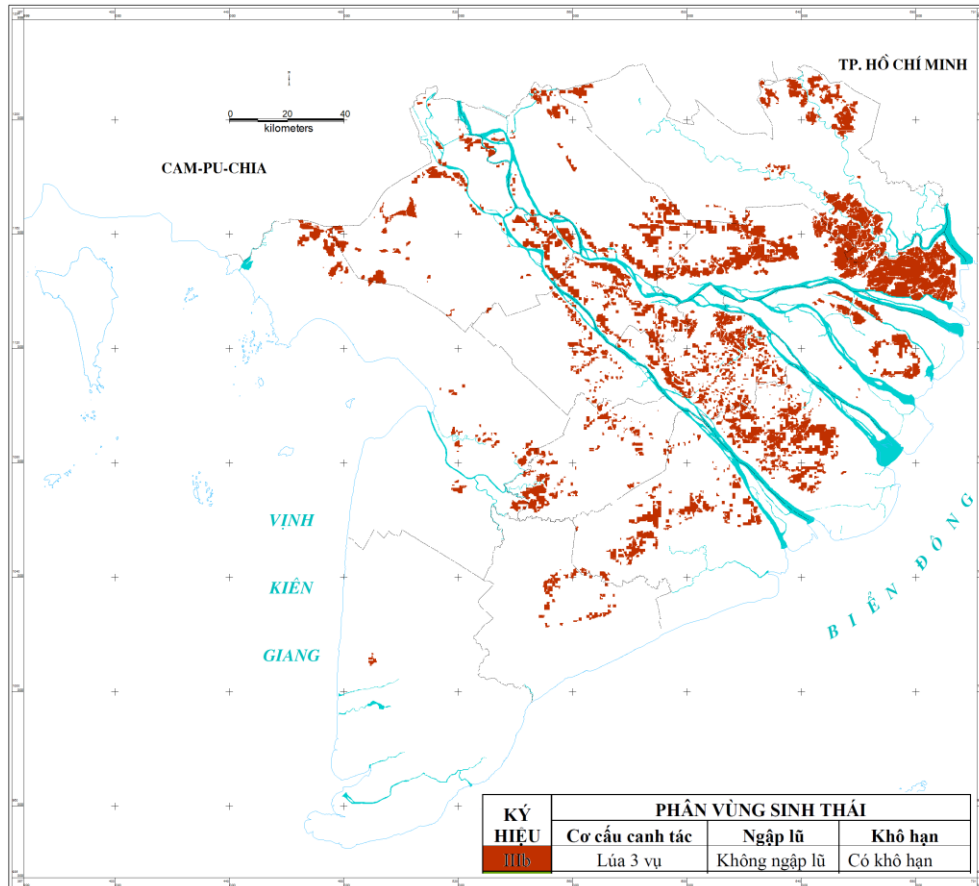 TP. HỒ CHÍ MINH
0 20 40
kilometers
CAM-PU-CHIA
VỊNH
KIÊN
GIANG
BIỂN ĐÔNG
KÝ HIỆU
PHÂN VÙNG SINH THÁI
Cơ cấu canh tác Ngập lũ Khô hạn
IIIb Lúa 3 vụ Không ngập lũ Có khô hạn